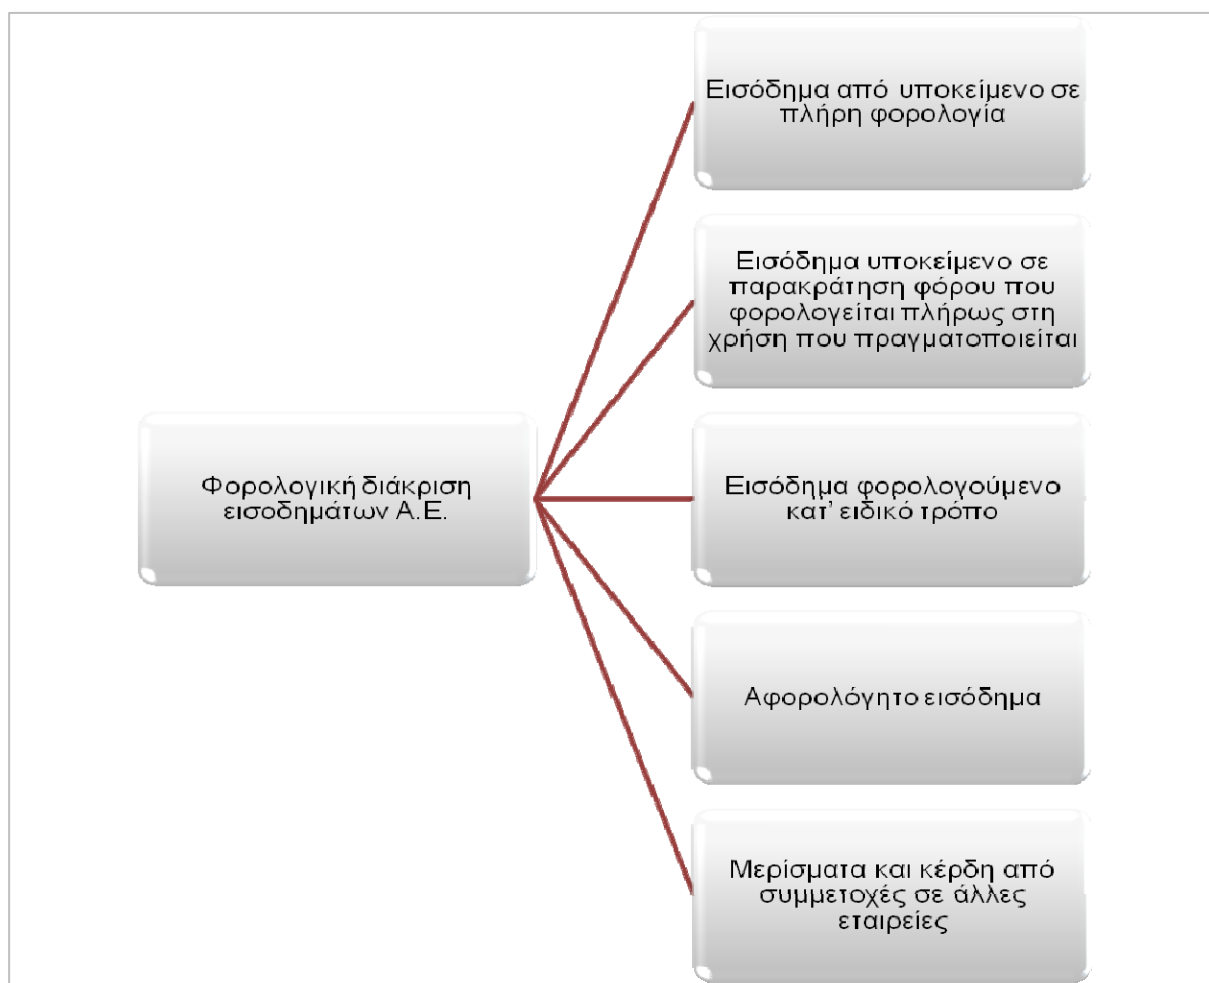 Εισόδημα από υποκείμενο σε
πλήρη φορολογία
Εισόδημα υποκείμενο σε
παρακράτηση φόρου που
φορολογείται πλήρως στη
χρήση που πραγματοποιείται
Φορολογική διάκριση
εισοδημάτων Α.Ε.
Εισόδημα φορολογούμενο
κατ’ ειδικό τρόπο
Αφορολόγητο εισόδημα
Μερίσματα και κέρδη από
συμμετοχές σε άλλες
εταιρείες